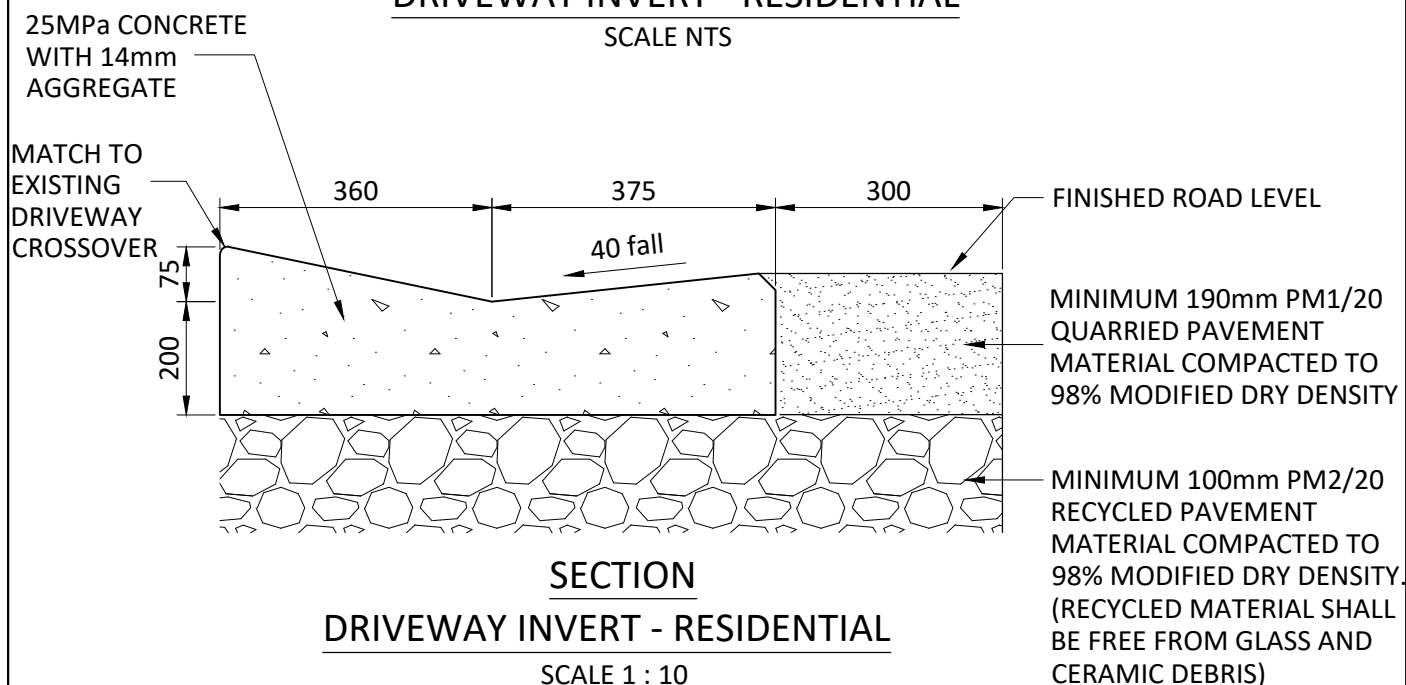 DRIVEWAY INVERT - RESIDENTIAL
SCALE NTS
25MPa CONCRETE
WITH 14mm
AGGREGATE
MATCH TO
EXISTING
DRIVEWAY
CROSSOVER
360
375
300
40 fall
75
200
FINISHED ROAD LEVEL
MINIMUM 190mm PM1/20
QUARRIED PAVEMENT
MATERIAL COMPACTED TO
98% MODIFIED DRY DENSITY
MINIMUM 100mm PM2/20
RECYCLED PAVEMENT
MATERIAL COMPACTED TO
98% MODIFIED DRY DENSITY.
(RECYCLED MATERIAL SHALL
BE FREE FROM GLASS AND
CERAMIC DEBRIS)
SECTION
DRIVEWAY INVERT - RESIDENTIAL
SCALE 1 : 10